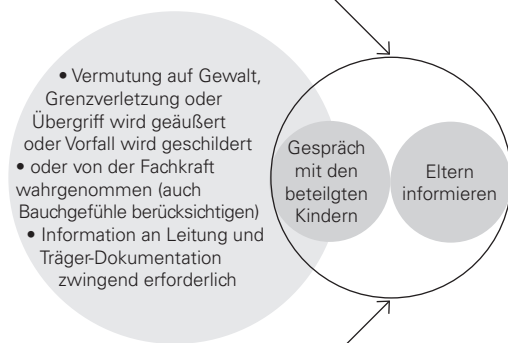 • Vermutung auf Gewalt,
Grenzverletzung oder
Übergriff wird geäußert
oder Vorfall wird geschildert
• oder von der Fachkraft
wahrgenommen (auch
Bauchgefühle berücksichtigen)
• Information an Leitung und
Träger-Dokumentation
zwingend erforderlich
Gespräch
mit den
beteilgten
Kindern
Eltern
informieren